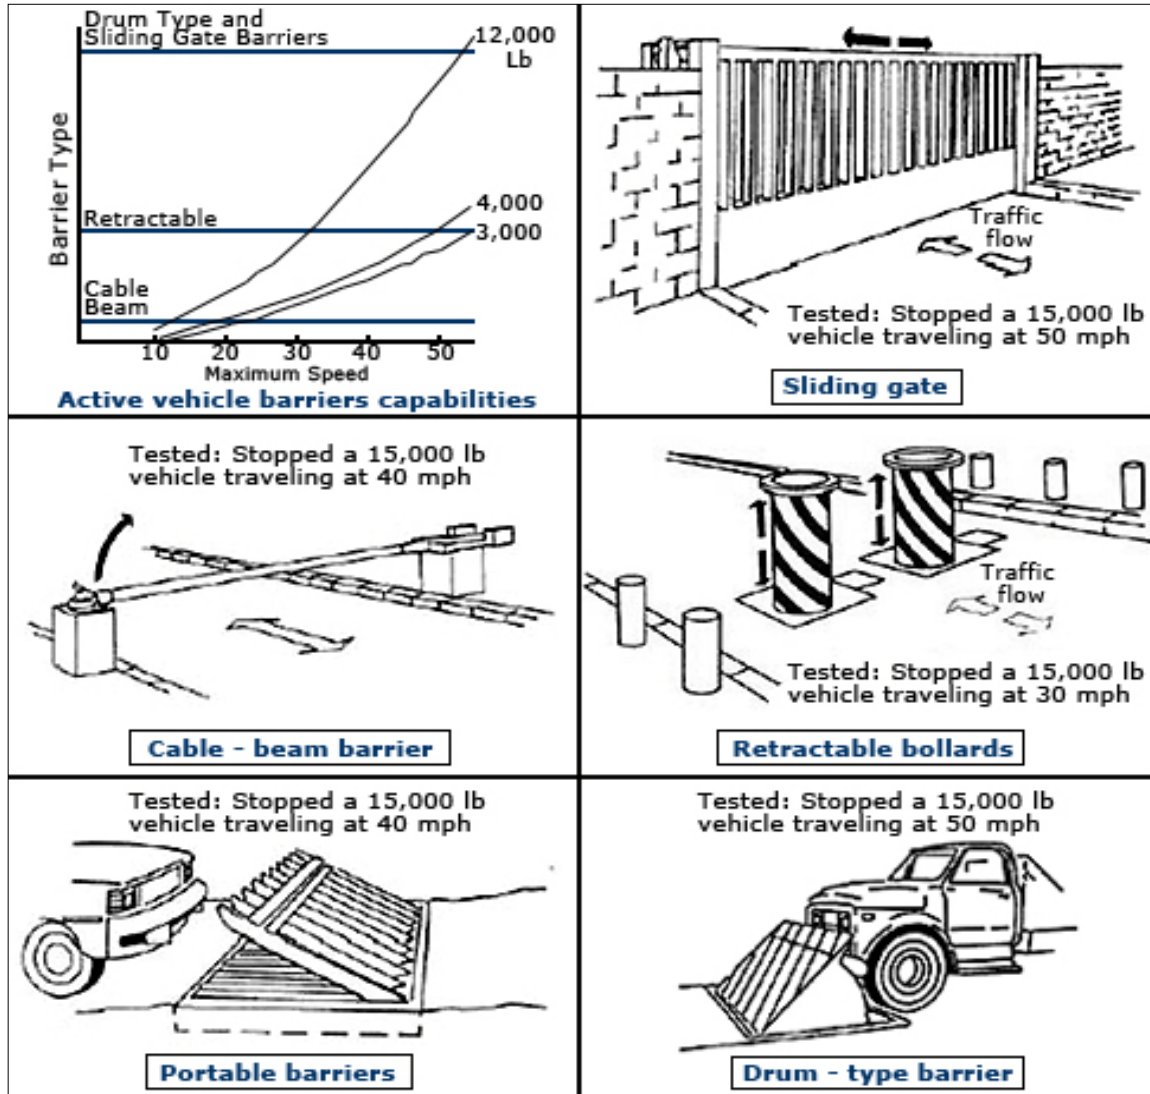 Drum Type and
Sliding Gate Barriers
12,000
Lb
Barrier Type
4,000
Retractable
3,000
Cable
Beam
10 20 30 40 50
Maximum Speed
Active vehicle barriers capabilities
Traffic
flow
Tested: Stopped a 15,000 lb
vehicle traveling at 50 mph
Sliding gate
Tested: Stopped a 15,000 lb
vehicle traveling at 40 mph
Cable - beam barrier
Traffic
flow
Tested: Stopped a 15,000 lb
vehicle traveling at 30 mph
Retractable bollards
Tested: Stopped a 15,000 lb
vehicle traveling at 40 mph
Portable barriers
Tested: Stopped a 15,000 lb
vehicle traveling at 50 mph
Drum - type barrier